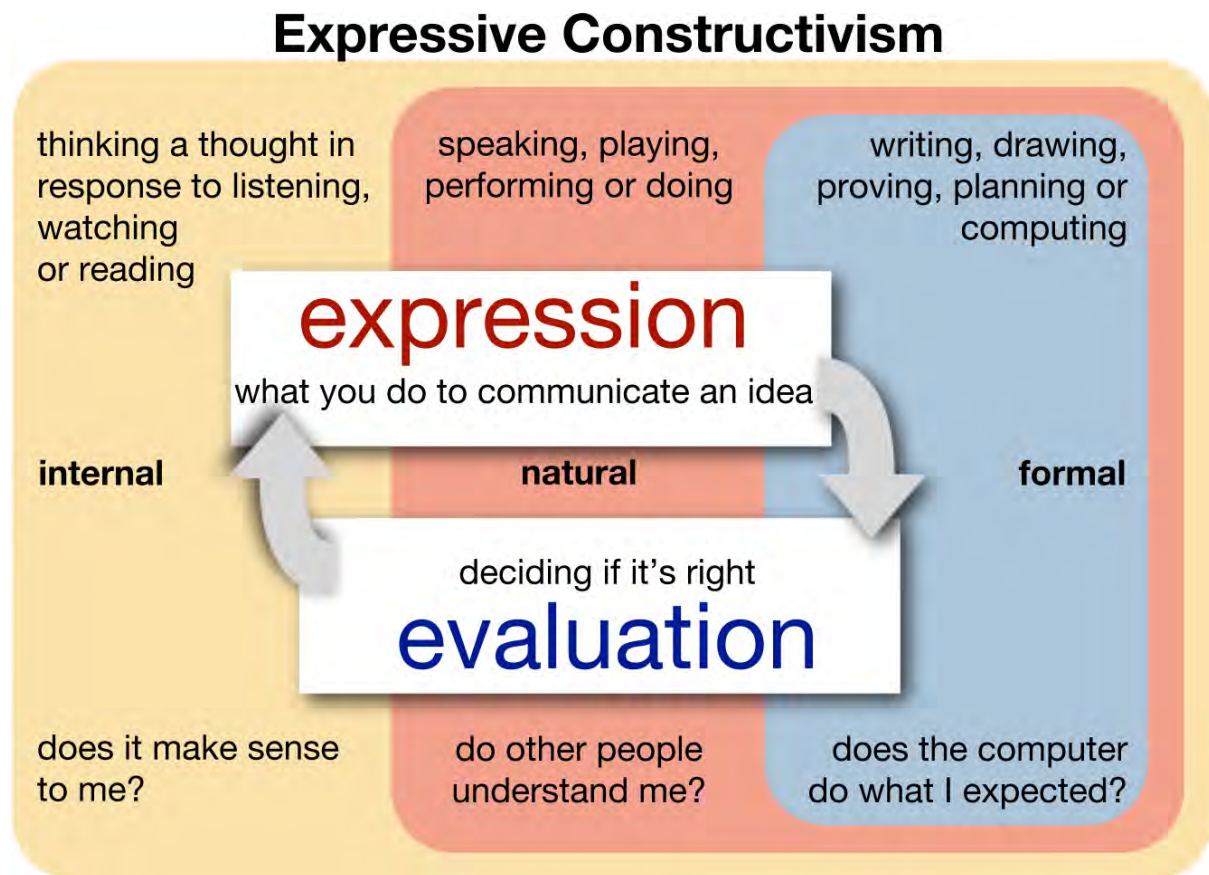 Expressive Constructivism
thinking a thought in
response to listening,
watching
or reading
speaking, playing,
performing or doing
writing, drawing,
proving, planning or
computing
expression
what you do to communicate an idea
internal
natural
formal
deciding if it's right
evaluation
does it make sense
to me?
do other people
understand me?
does the computer
do what I expected?